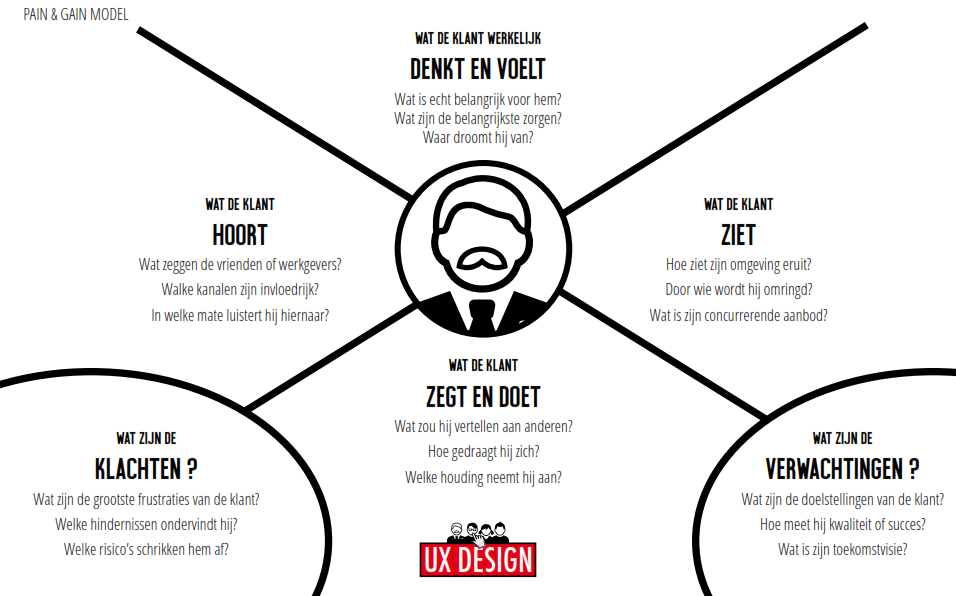 PAIN & GAIN MODEL
WAT DE KLANT WERKELIJK
DENKT EN VOELT
Wat is echt belangrijk voor hem?
Wat zijn de belangrijkste zorgen?
Waar droomt hij van?
WAT DE KLANT
HOORT
Wat zeggen de vrienden of werkgevers?
Walke kanalen zijn invloedrijk?
In welke mate luistert hij hiernaar?
WAT DE KLANT
ZIET
Hoe ziet zijn omgeving eruit?
Door wie wordt hij omringd?
Wat is zijn concurrerende aanbod?
WAT DE KLANT
ZEGT EN DOET
Wat zou hij vertellen aan anderen?
Hoe gedraagt hij zich?
Welke houding neemt hij aan?
WAT ZIJN DE
KLACHTEN ?
Wat zijn de grootste frustraties van de klant?
Welke hindernissen ondervindt hij?
Welke risico's schrikken hem af?
WAT ZIJN DE
VERWACHTINGEN ?
Wat zijn de doelstellingen van de klant?
Hoe meet hij kwaliteit of succes?
Wat is zijn toekomstvisie?
UX DESIGN